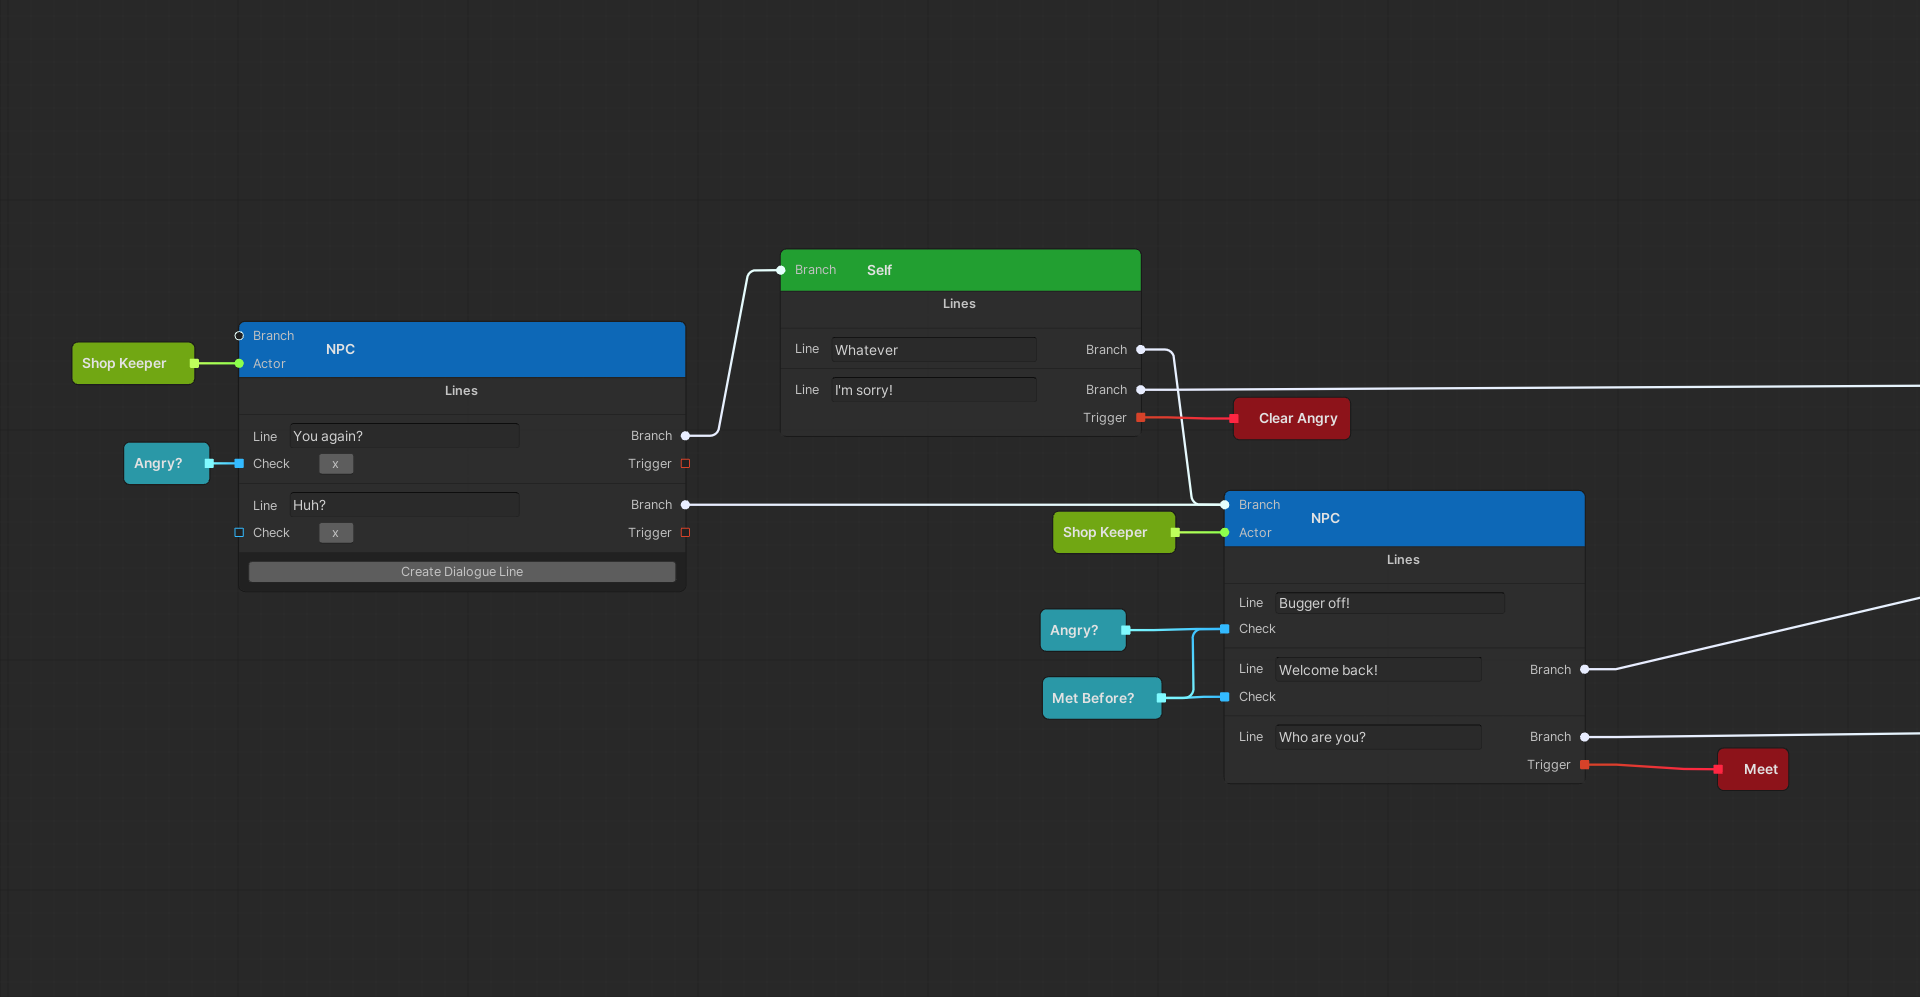 Shop Keeper
Branch
NPC
Actor
Lines
Line You again? Branch
Angry?
Check x Trigger
Line Huh? Branch
Check x Trigger
Create Dialogue Line
Branch Self
Lines
Line Whatever Branch
Line I'm sorry! Branch
Trigger
Clear Angry
Shop Keeper
Branch
NPC
Actor
Lines
Line Bugger off!
Angry?
Check
Line Welcome back! Branch
Met Before?
Check
Line Who are you? Branch
Trigger
Meet